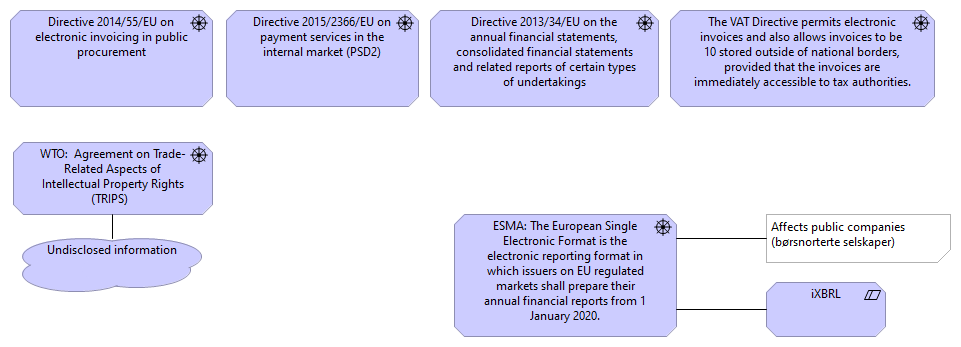 Directive 2014/55/EU on
electronic invoicing in public
procurement
Directive 2015/2366/EU on
payment services in the
internal market (PSD2)
Directive 2013/34/EU on the
annual financial statements,
consolidated financial statements
and related reports of certain
types of undertakings
The VAT Directive permits electronic
invoices and also allows invoices to be
10 stored outside of national borders,
provided that the invoices are
immediately accessible to tax authorities.
WTO:  Agreement on Trade-
Related Aspects of
Intellectual Property Rights
(TRIPS)
Undisclosed information
ESMA: The European Single
Electronic Format is the
electronic reporting format in
which issuers on EU regulated
markets shall prepare their
annual financial reports from 1
January 2020.
Affects public companies
(børsnorterte selskaper)
iXBRL